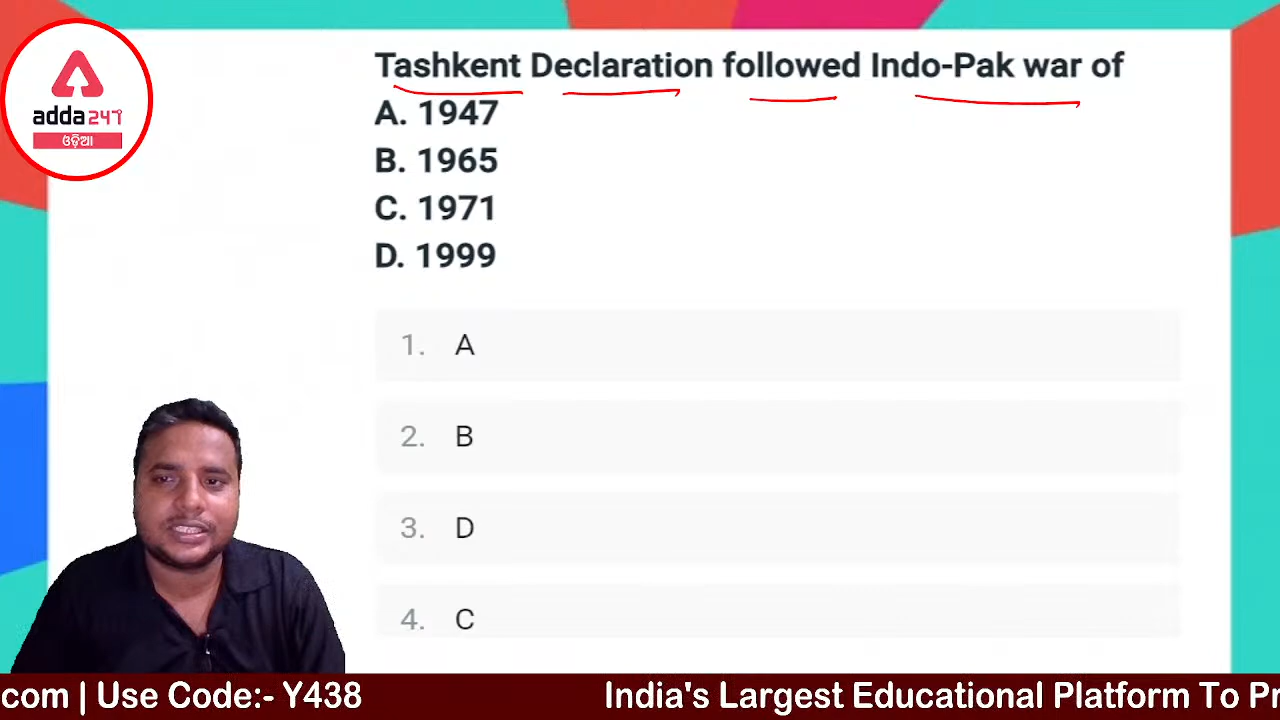 adda247
ଓଡ଼ିଆ
Tashkent Declaration followed Indo-Pak war of
A. 1947
B. 1965
C. 1971
D. 1999
1. A
2. B
3. D
4. C
com | Use Code:- Y438 India's Largest Educational Platform To Pr